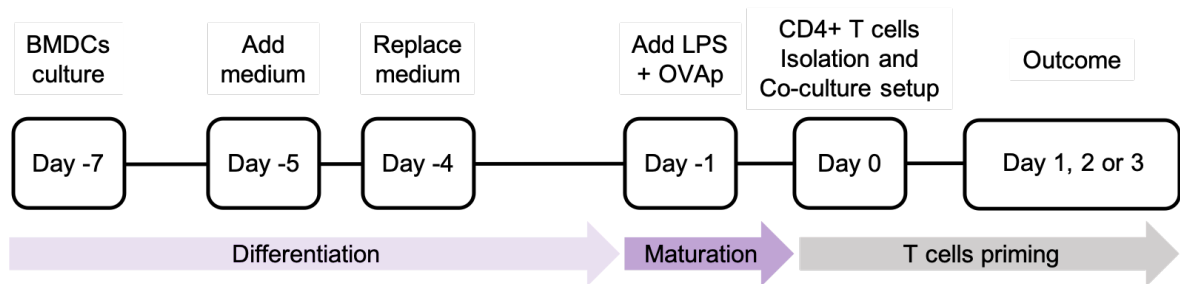 BMDCs
culture
Add
medium
Replace
medium
Add LPS
+ OVAp
CD4+ T cells
Isolation and
Co-culture setup
Outcome
Day -7
Day -5
Day -4
Day -1
Day 0
Day 1, 2 or 3
Differentiation
Maturation
T cells priming